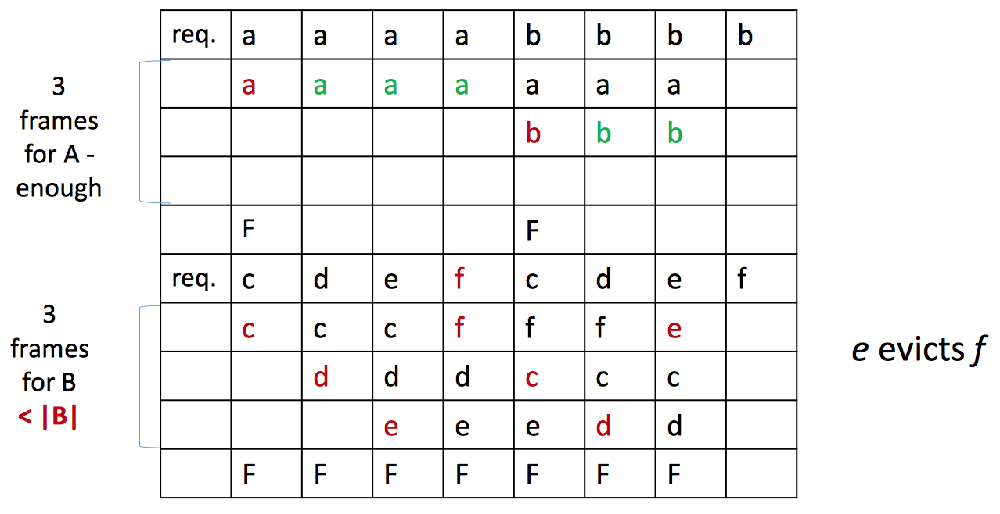 req. a a a a b b b b
3
frames
for A -
enough
a a a a a a a
b b b
F F
req. c d e f c d e f
3
frames
for B
< |B|
c c c f f f e
d d d c c c
e e e d d
F F F F F F F
e evicts f